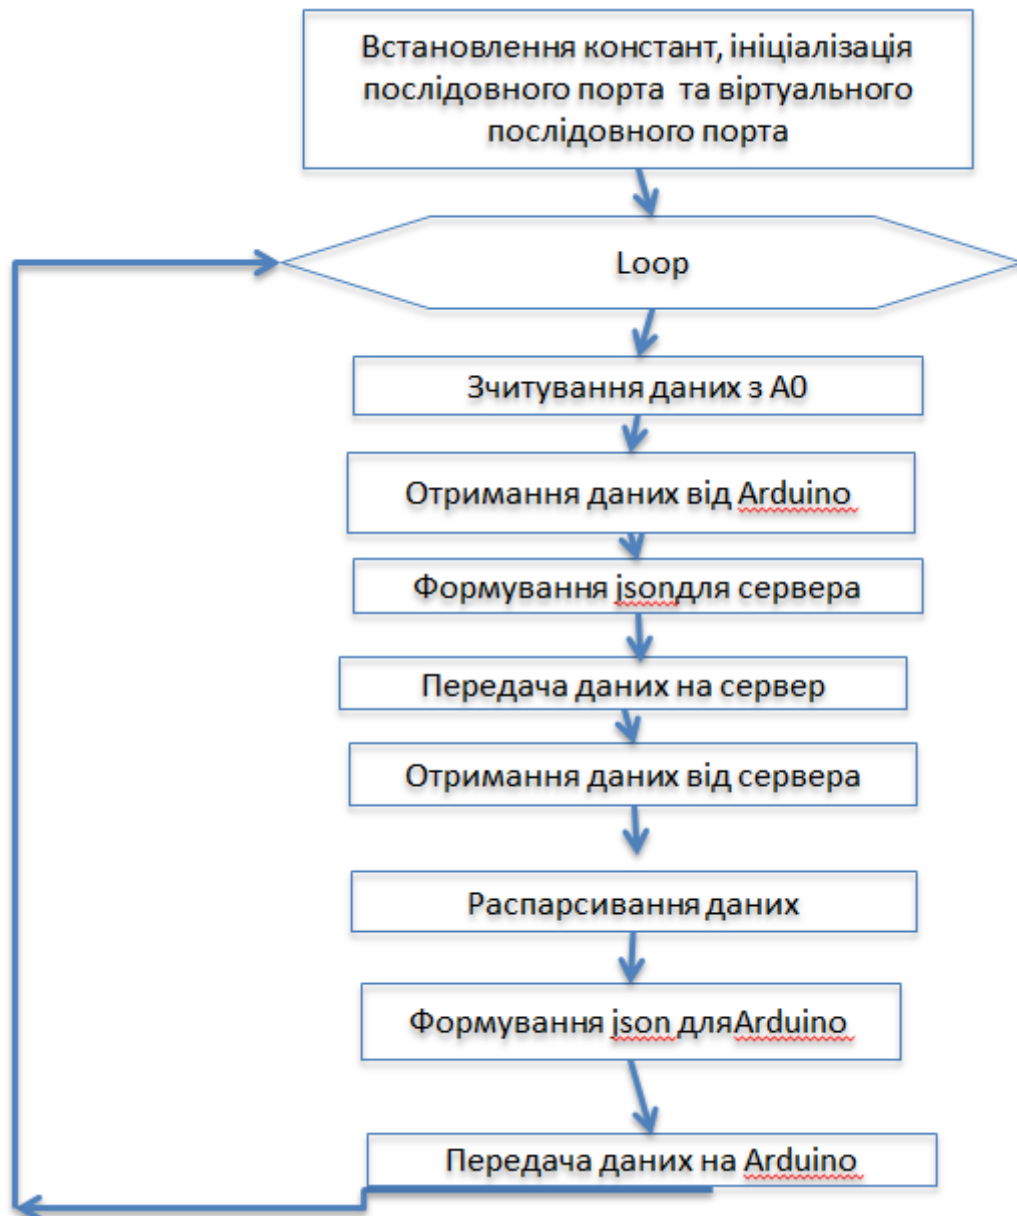 Встановлення констант, ініціалізація
послідовного порта та віртуального
послідовного порта
Loop
Зчитування даних з А0
Отримання даних від Arduino
Формування jsonдля сервера
Передача даних на сервер
Отримання даних від сервера
Распарсивання даних
Формування json дляArduino
Передача даних на Arduino